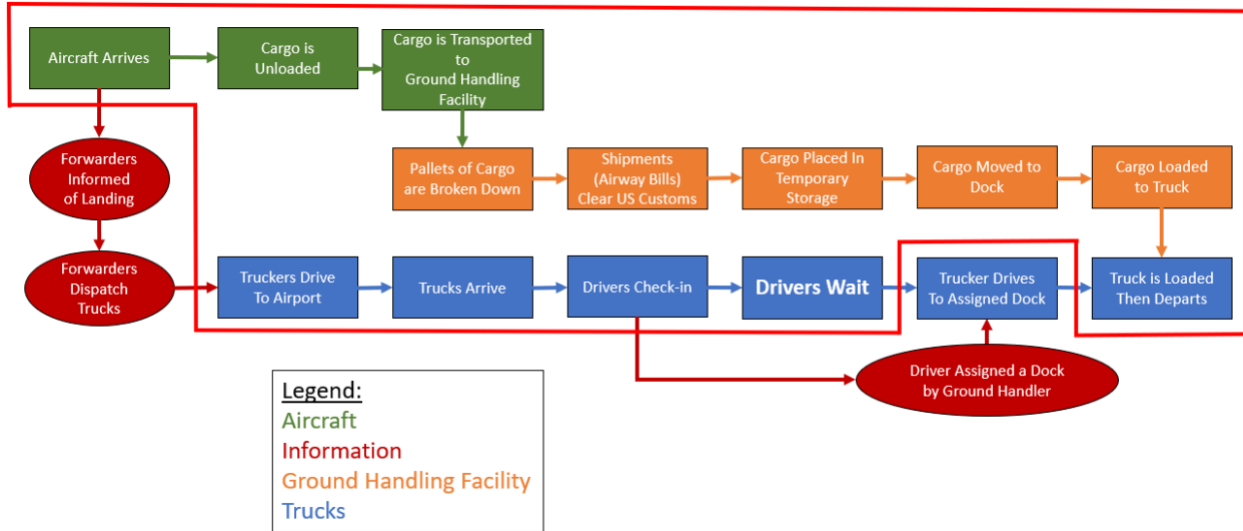 Aircraft Arrives
Cargo is
Unloaded
Cargo is Transported
to
Ground Handling
Facility
Forwarders
Informed
of Landing
Pallets of Cargo
are Broken Down
Shipments
(Airway Bills)
Clear US Customs
Cargo Placed In
Temporary
Storage
Cargo Moved to
Dock
Cargo Loaded
to Truck
Forwarders
Dispatch
Trucks
Truckers Drive
To Airport
Trucks Arrive
Drivers Check-in
Drivers Wait
Trucker Drives
To Assigned Dock
Truck is Loaded
Then Departs
Driver Assigned a Dock
by Ground Handler
Legend:
Aircraft
Information
Ground Handling Facility
Trucks